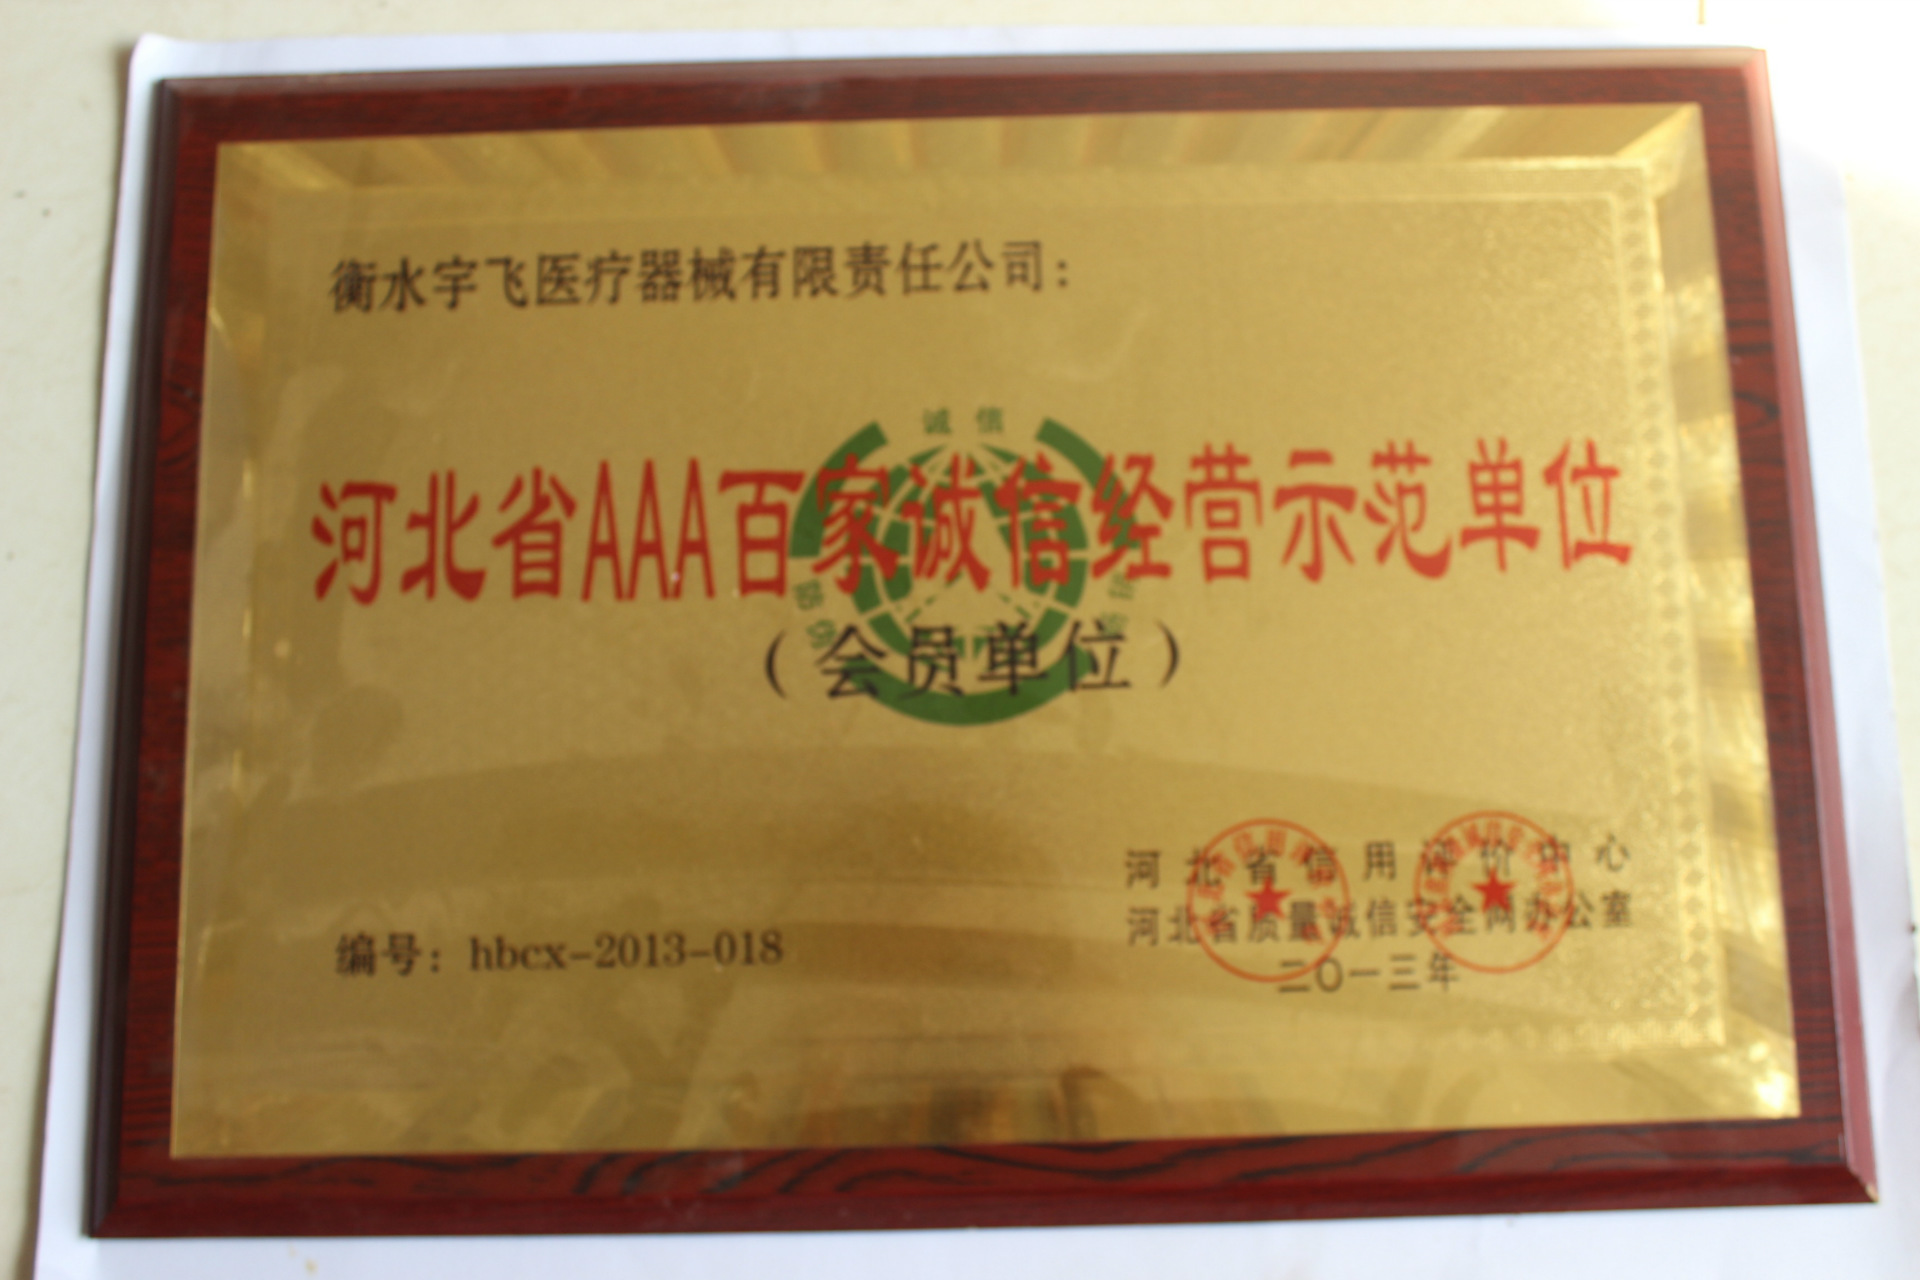 衡水宇飞医疗器械有限责任公司：
诚 信
河北省AAA百家诚信经营示范单位
（会员单位）
河北省信用评价中心
河北省质量诚信安全网办公室
二〇一三年
编号：hbcx-2013-018